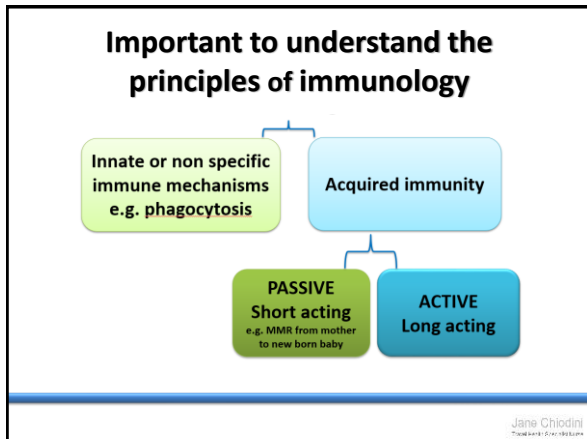 Important to understand the
principles of immunology
Innate or non specific
immune mechanisms
e.g. phagocytosis
Acquired immunity
PASSIVE
Short acting
e.g. MMR from mother
to new born baby
ACTIVE
Long acting
Jane Chiodini